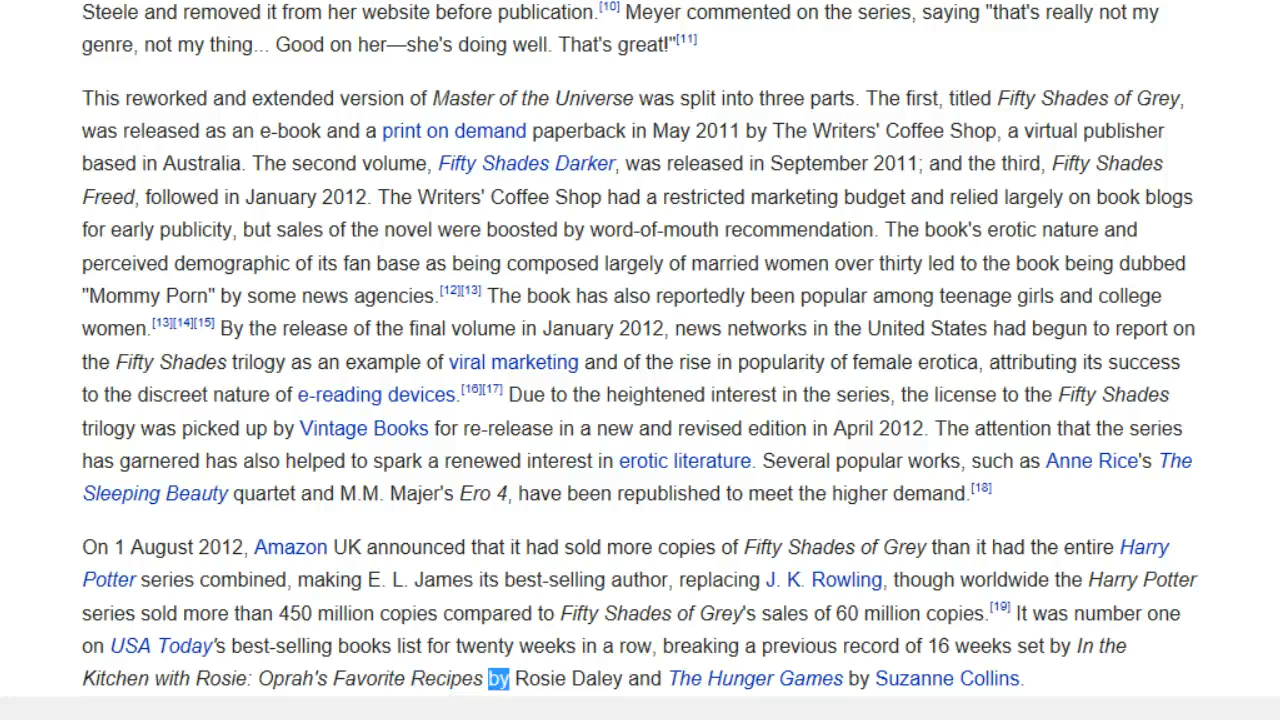 Steele and removed it from her website before publication.[10] Meyer commented on the series, saying "that's really not my
genre, not my thing... Good on her—she's doing well. That's great!"[11]
This reworked and extended version of Master of the Universe was split into three parts. The first, titled Fifty Shades of Grey,
was released as an e-book and a print on demand paperback in May 2011 by The Writers' Coffee Shop, a virtual publisher
based in Australia. The second volume, Fifty Shades Darker, was released in September 2011; and the third, Fifty Shades
Freed, followed in January 2012. The Writers' Coffee Shop had a restricted marketing budget and relied largely on book blogs
for early publicity, but sales of the novel were boosted by word-of-mouth recommendation. The book's erotic nature and
perceived demographic of its fan base as being composed largely of married women over thirty led to the book being dubbed
"Mommy Porn" by some news agencies.[12][13] The book has also reportedly been popular among teenage girls and college
women.[13][14][15] By the release of the final volume in January 2012, news networks in the United States had begun to report on
the Fifty Shades trilogy as an example of viral marketing and of the rise in popularity of female erotica, attributing its success
to the discreet nature of e-reading devices.[16][17] Due to the heightened interest in the series, the license to the Fifty Shades
trilogy was picked up by Vintage Books for re-release in a new and revised edition in April 2012. The attention that the series
has garnered has also helped to spark a renewed interest in erotic literature. Several popular works, such as Anne Rice's The
Sleeping Beauty quartet and M.M. Majer's Ero 4, have been republished to meet the higher demand.[18]
On 1 August 2012, Amazon UK announced that it had sold more copies of Fifty Shades of Grey than it had the entire Harry
Potter series combined, making E. L. James its best-selling author, replacing J. K. Rowling, though worldwide the Harry Potter
series sold more than 450 million copies compared to Fifty Shades of Grey's sales of 60 million copies.[19] It was number one
on USA Today's best-selling books list for twenty weeks in a row, breaking a previous record of 16 weeks set by In the
Kitchen with Rosie: Oprah's Favorite Recipes by Rosie Daley and The Hunger Games by Suzanne Collins.